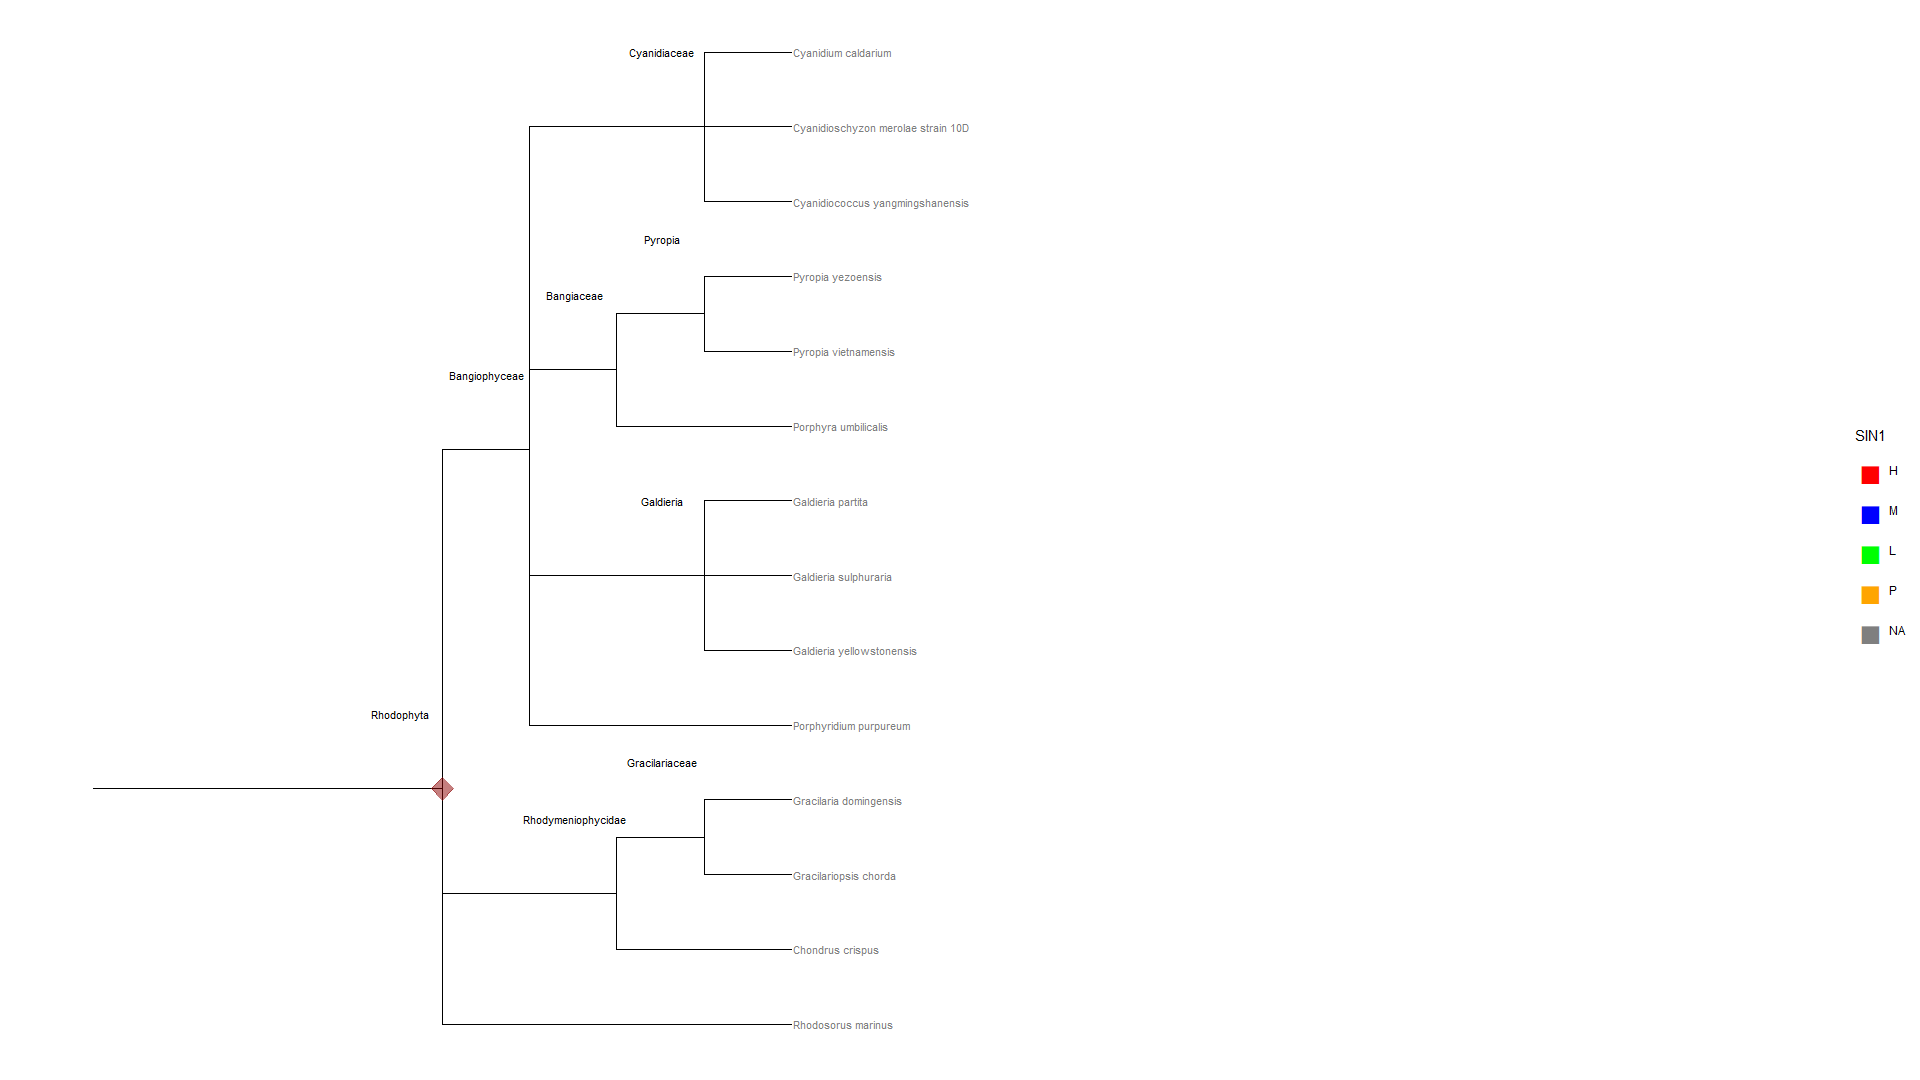 Cyanidiaceae
Cyanidium caldarium
Cyanidioschyzon merolae strain 10D
Cyanidiococcus yangmingshanensis
Pyropia
Pyropia yezoensis
Bangiaceae
Pyropia vietnamensis
Bangiophyceae
Porphyra umbilicalis
Galdieria
Galdieria partita
Galdieria sulphuraria
Galdieria yellowstonensis
Rhodophyta
Porphyridium purpureum
Gracilariaceae
Gracilaria domingensis
Rhodymeniophycidae
Gracilariopsis chorda
Chondrus crispus
Rhodosorus marinus
SIN1
H
M
L
P
NA